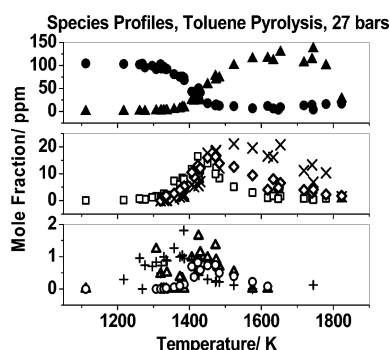 Species Profiles, Toluene Pyrolysis, 27 bars
150
100
50
0
Mole Fraction/ ppm
20
10
0
2
1
0
1200 1400 1600 1800
Temperature/ K